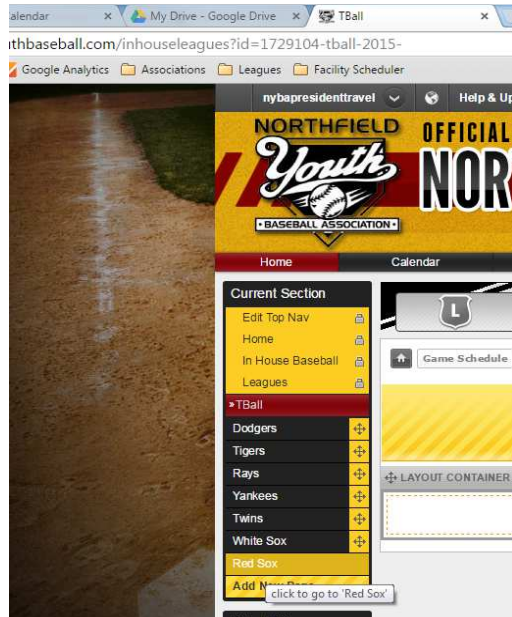 alendar × My Drive - Google Drive × TBall ×
uthbaseball.com/inhouseleagues?id=1729104-tball-2015-
Google Analytics Associations Leagues Facility Scheduler
nybapresidenttravel Help & Up
NORTHFIELD
Youth
BASEBALL ASSOCIATION
OFFICIAL
NOR
Home Calendar
Current Section
Edit Top Nav
Home
In House Baseball
Leagues
»TBall
Dodgers
Tigers
Rays
Yankees
Twins
White Sox
Red Sox
Add New Page
click to go to 'Red Sox'
L
Game Schedule
LAYOUT CONTAINER